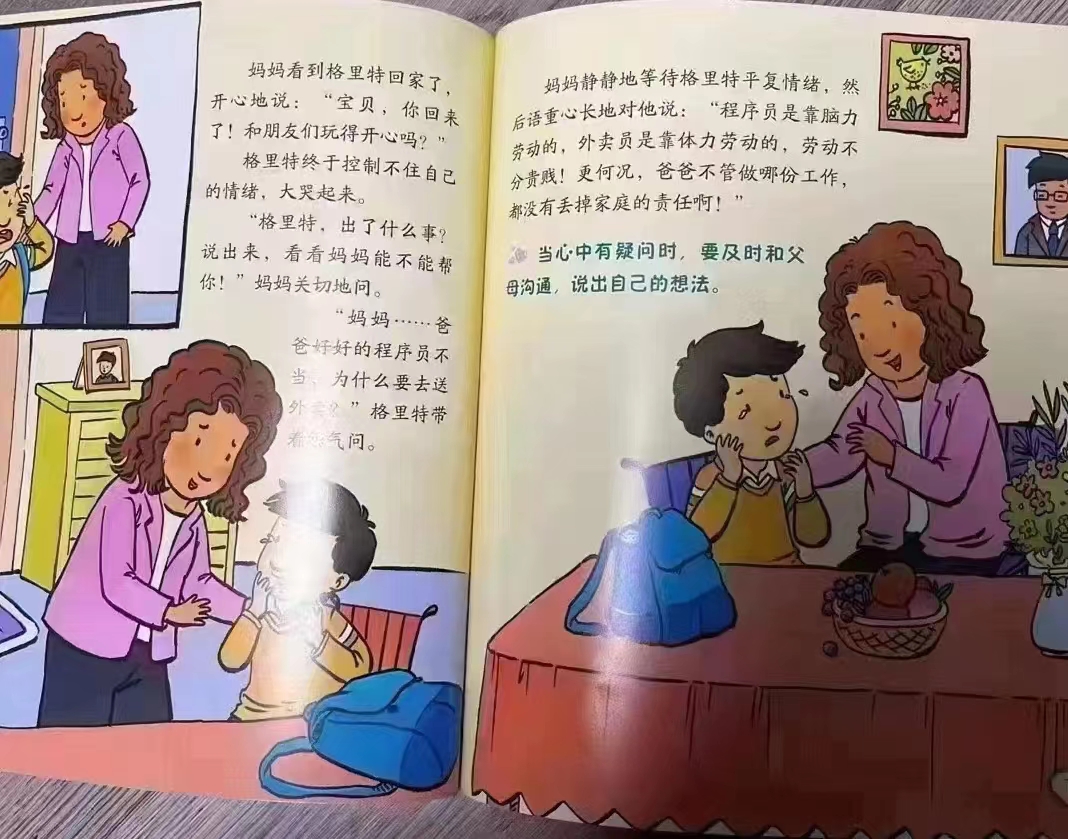 妈妈看到格里特回家了，
开心地说：“宝贝，你回来
了！和朋友们玩得开心吗？”
格里特终于控制不住自己
的情绪，大哭起来。
“格里特，出了什么事？
说出来，看看妈妈能不能帮
你！”妈妈关切地问。
“妈妈……爸
爸好好的程序员不
当，为什么要去送
外卖？”格里特带
着怨气问。
妈妈静静地等待格里特平复情绪，然
后语重心长地对他说：“程序员是靠脑力
劳动的，外卖员是靠体力劳动的，劳动不
分贵贱！更何况，爸爸不管做哪份工作，
都没有丢掉家庭的责任啊！”
当心中有疑问时，要及时和父
母沟通，说出自己的想法。